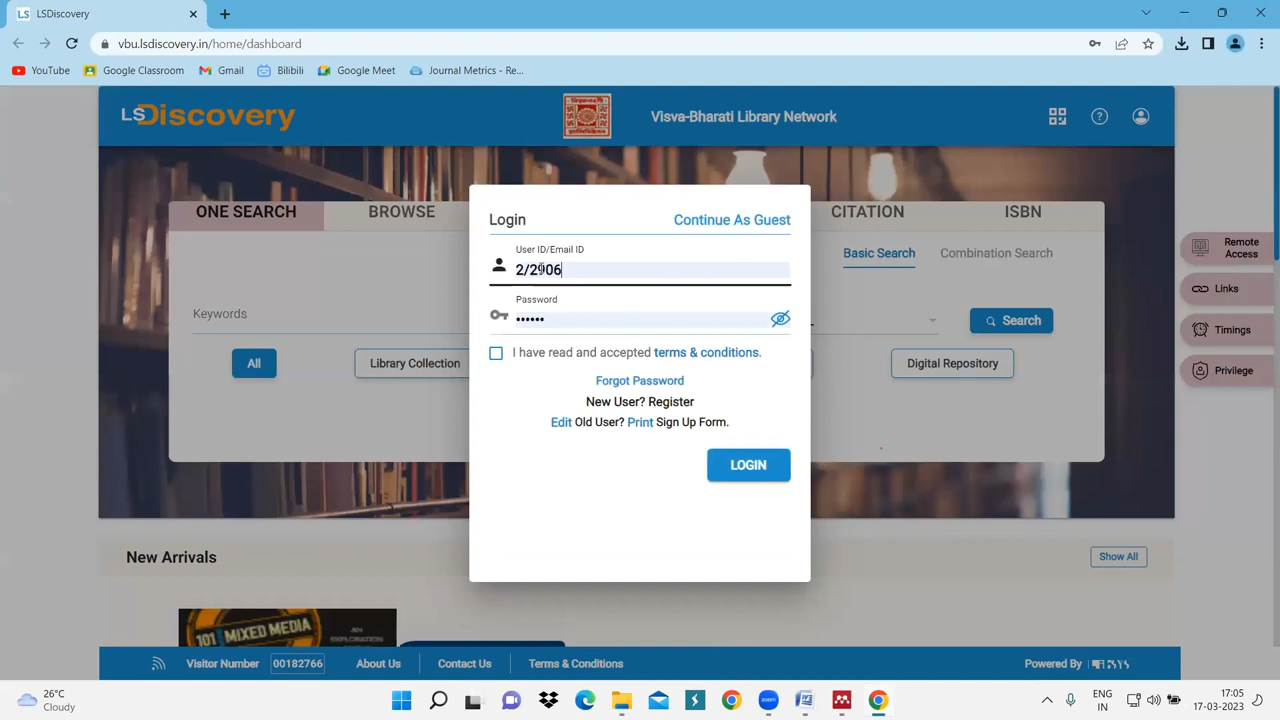 LS LSDiscovery
vbu.lsdiscovery.in/home/dashboard
YouTube Google Classroom Gmail Bilibili Google Meet Journal Metrics - Re...
LSDiscovery Visva-Bharati Library Network
ONE SEARCH BROWSE CITATION ISBN
Login Continue As Guest
User ID/Email ID
2/2906
Password
••••••
I have read and accepted terms & conditions.
Forgot Password
New User? Register
Edit Old User? Print Sign Up Form.
LOGIN
Basic Search Combination Search
Keywords Search
All Library Collection Digital Repository
Remote Access
Links
Timings
Privilege
New Arrivals Show All
101 MIXED MEDIA
Visitor Number 00182766 About Us Contact Us Terms & Conditions Powered By
26°C
Cloudy
ENG
IN
17:05
17-03-2023